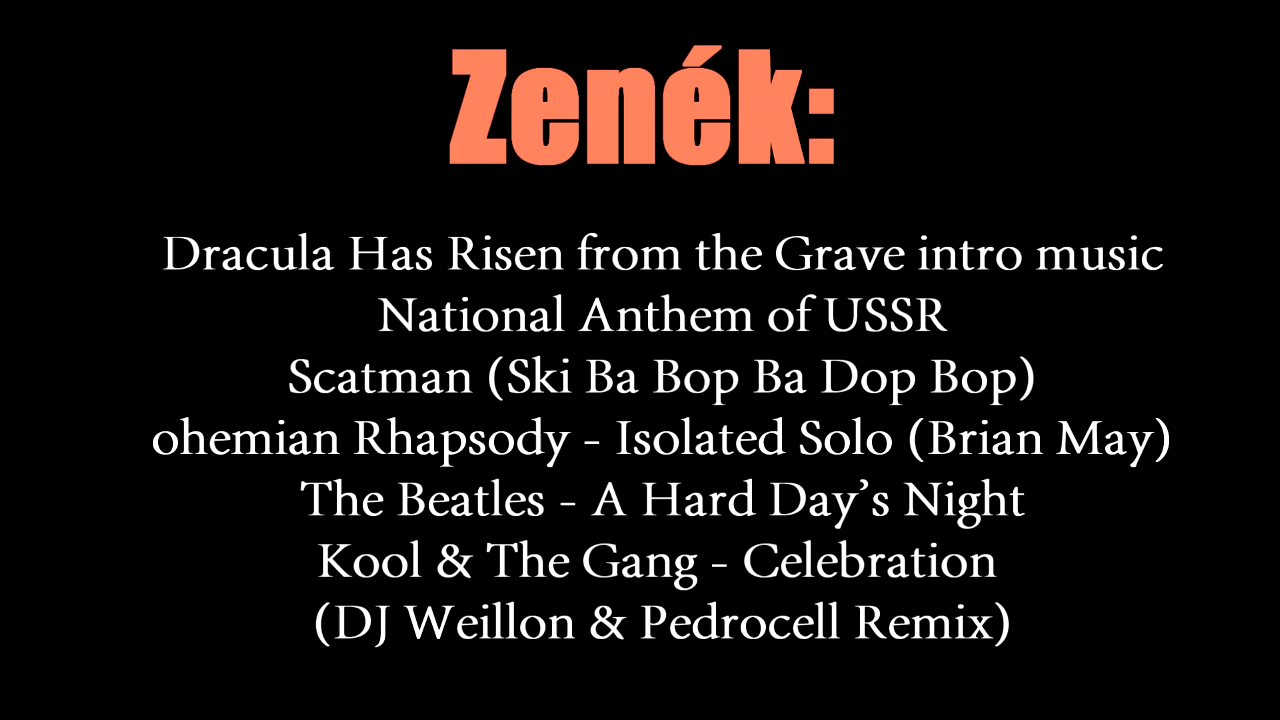 Zenék:
Dracula Has Risen from the Grave intro music
National Anthem of USSR
Scatman (Ski Ba Bop Ba Dop Bop)
ohemian Rhapsody - Isolated Solo (Brian May)
The Beatles - A Hard Day’s Night
Kool & The Gang - Celebration
(DJ Weillon & Pedrocell Remix)